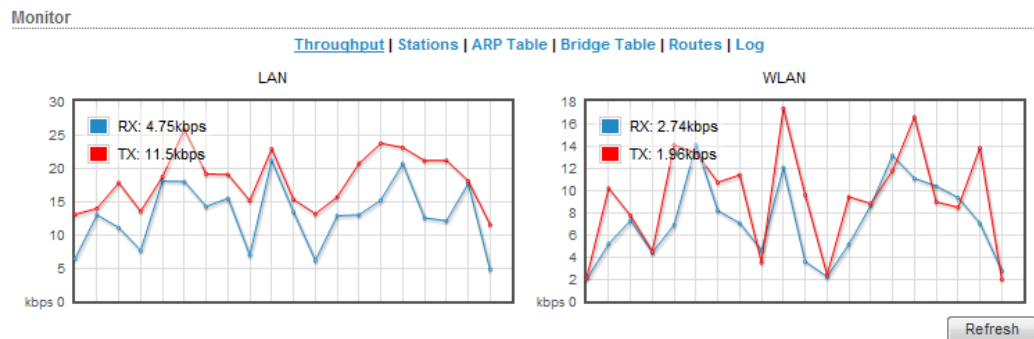 Monitor
Throughput | Stations | ARP Table | Bridge Table | Routes | Log
LAN
30
25
20
15
10
5
kbps 0
RX: 4.75kbps
TX: 11.5kbps
WLAN
18
16
14
12
10
8
6
4
2
kbps 0
RX: 2.74kbps
TX: 1.96kbps
Refresh